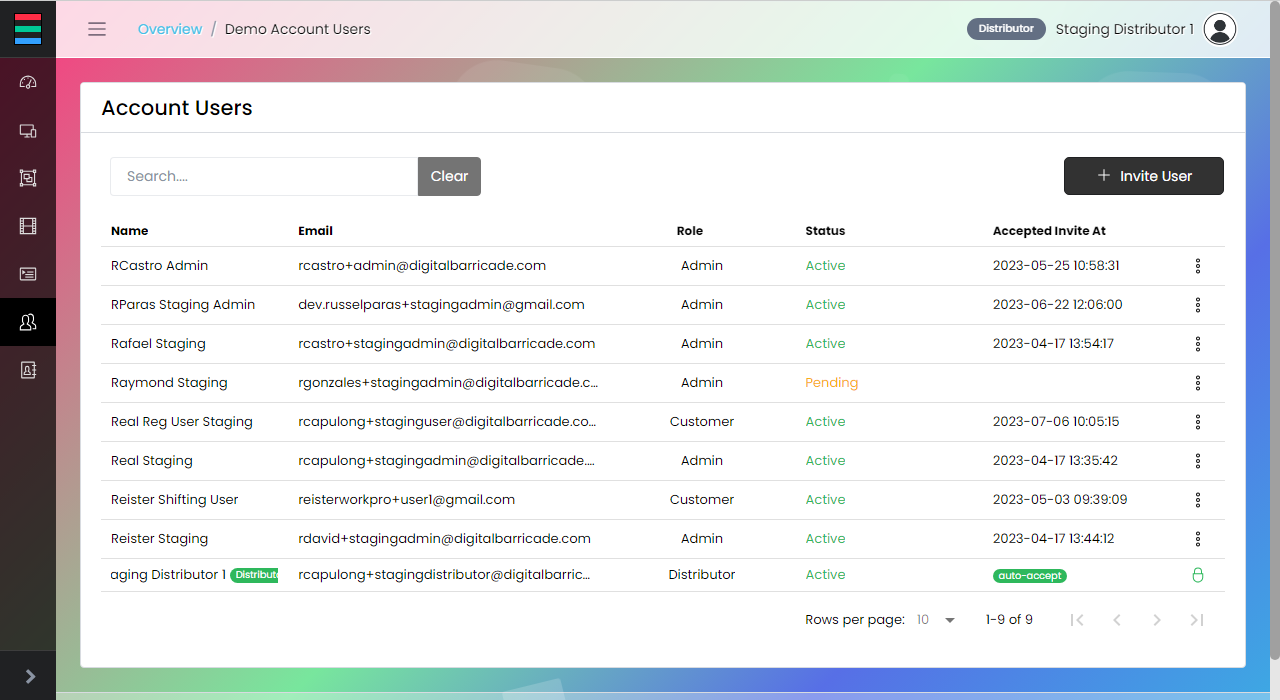 Overview / Demo Account Users
Distributor Staging Distributor 1
Account Users
Search.... Clear
Invite User
Name Email Role Status Accepted Invite At
RCastro Admin rcastro+admin@digitalbarricade.com Admin Active 2023-05-25 10:58:31
RParas Staging Admin dev.russelparas+stagingadmin@gmail.com Admin Active 2023-06-22 12:06:00
Rafael Staging rcastro+stagingadmin@digitalbarricade.com Admin Active 2023-04-17 13:54:17
Raymond Staging rgonzales+stagingadmin@digitalbarricade.c... Admin Pending
Real Reg User Staging rcapulong+staginguser@digitalbarricade.co... Customer Active 2023-07-06 10:05:15
Real Staging rcapulong+stagingadmin@digitalbarricade.... Admin Active 2023-04-17 13:35:42
Reister Shifting User reisterworkpro+user1@gmail.com Customer Active 2023-05-03 09:39:09
Reister Staging rdavid+stagingadmin@digitalbarricade.com Admin Active 2023-04-17 13:44:12
aging Distributor 1 Distributo rcapulong+stagingdistributor@digitalbarric... Distributor Active auto-accept
Rows per page: 10 1-9 of 9